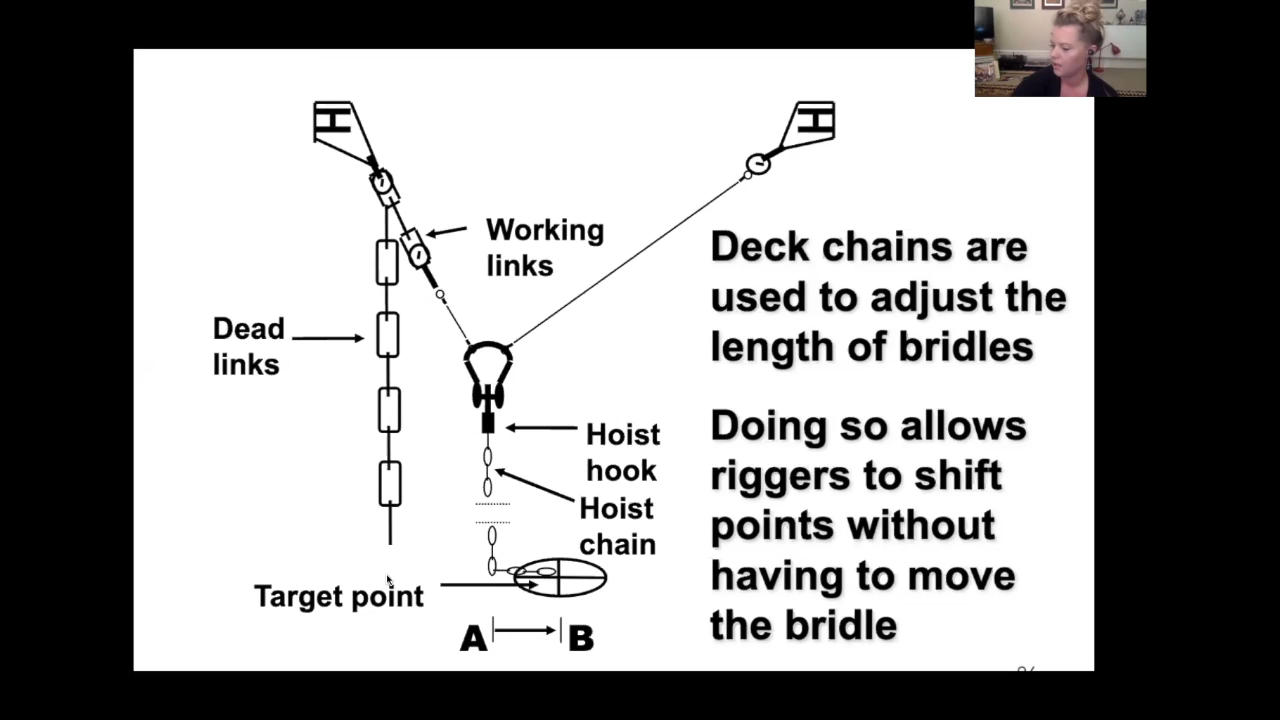 Working
links
Dead
links
Hoist
hook
Hoist
chain
Target point
A
B
Deck chains are
used to adjust the
length of bridles
Doing so allows
riggers to shift
points without
having to move
the bridle